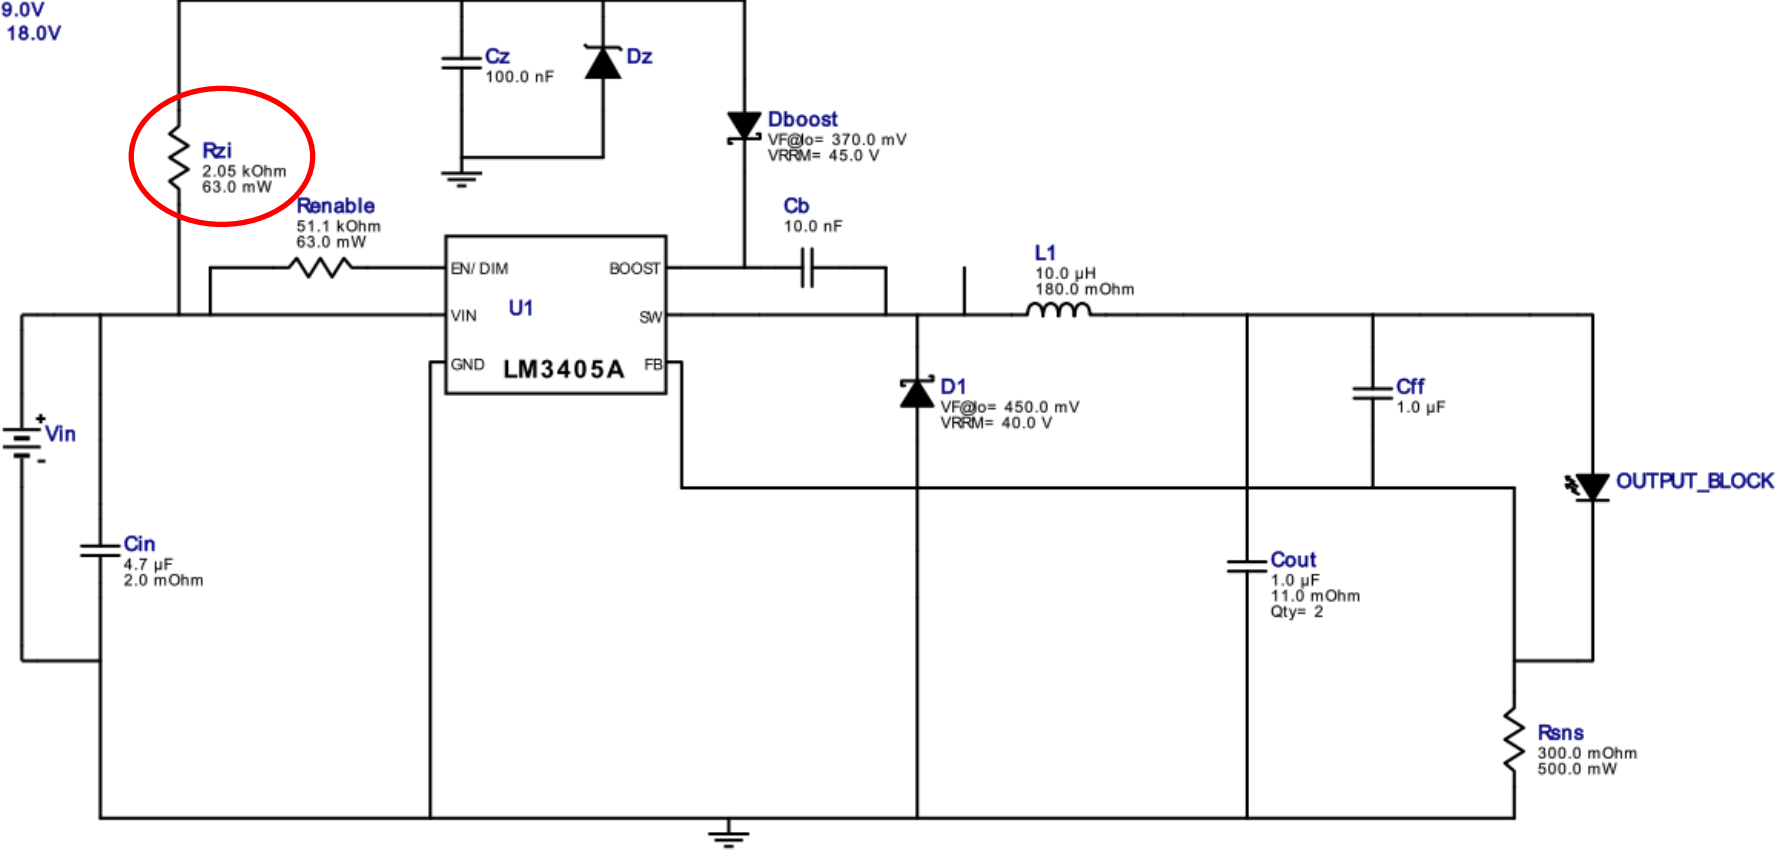 9.0V
18.0V
Cz
100.0 nF
Dz
Dboost
VF@Io= 370.0 mV
VRRM= 45.0 V
Rzi
2.05 kOhm
63.0 mW
Renable
51.1 kOhm
63.0 mW
Cb
10.0 nF
EN/ DIM
BOOST
VIN
U1
SW
GND
LM3405A
FB
L1
10.0 µH
180.0 mOhm
D1
VF@Io= 450.0 mV
VRRM= 40.0 V
Cff
1.0 µF
+
Vin
-
OUTPUT_BLOCK
Cin
4.7 µF
2.0 mOhm
Cout
1.0 µF
11.0 mOhm
Qty= 2
Rsns
300.0 mOhm
500.0 mW